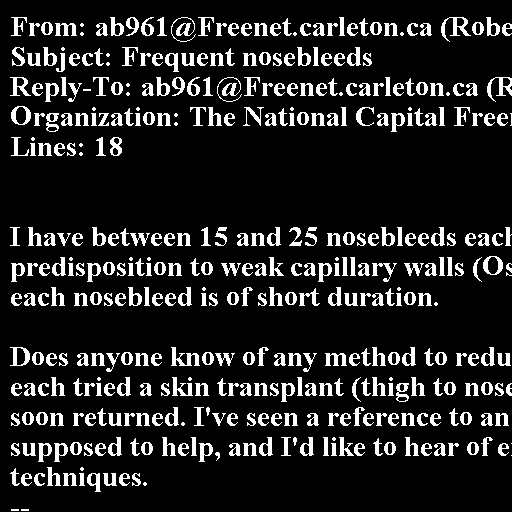 From: ab961@Freenet.carleton.ca (Robe
Subject: Frequent nosebleeds
Reply-To: ab961@Freenet.carleton.ca (R
Organization: The National Capital Free
Lines: 18
I have between 15 and 25 nosebleeds each
predisposition to weak capillary walls (Os
each nosebleed is of short duration.
Does anyone know of any method to redu
each tried a skin transplant (thigh to nose
soon returned. I've seen a reference to an
supposed to help, and I'd like to hear of e
techniques.
--